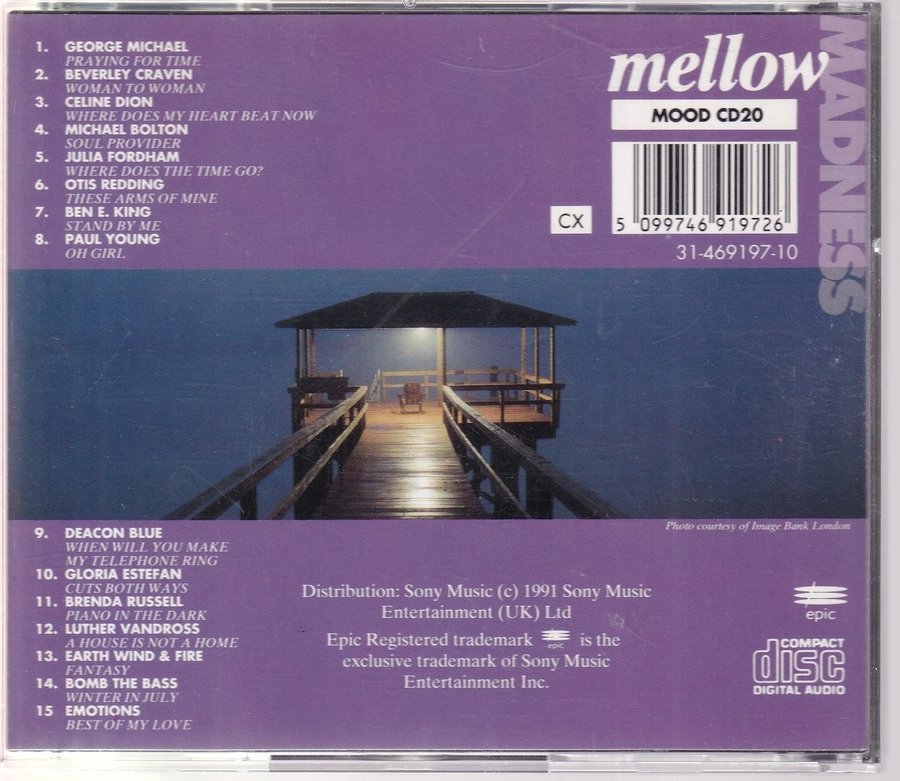 1. GEORGE MICHAEL
PRAYING FOR TIME
2. BEVERLEY CRAVEN
WOMAN TO WOMAN
3. CELINE DION
WHERE DOES MY HEART BEAT NOW
4. MICHAEL BOLTON
SOUL PROVIDER
5. JULIA FORDHAM
WHERE DOES THE TIME GO?
6. OTIS REDDING
THESE ARMS OF MINE
7. BEN E. KING
STAND BY ME
8. PAUL YOUNG
OH GIRL
mellow
MADNESS
MOOD CD20
CX
5 099746 919726
31-469197-10
Photo courtesy of Image Bank London
9. DEACON BLUE
WHEN WILL YOU MAKE
MY TELEPHONE RING
10. GLORIA ESTEFAN
CUTS BOTH WAYS
11. BRENDA RUSSELL
PIANO IN THE DARK
12. LUTHER VANDROSS
A HOUSE IS NOT A HOME
13. EARTH WIND & FIRE
FANTASY
14. BOMB THE BASS
WINTER IN JULY
15 EMOTIONS
BEST OF MY LOVE
Distribution: Sony Music (c) 1991 Sony Music
Entertainment (UK) Ltd
Epic Registered trademark epic is the
exclusive trademark of Sony Music
Entertainment Inc.
epic
COMPACT
disc
DIGITAL AUDIO